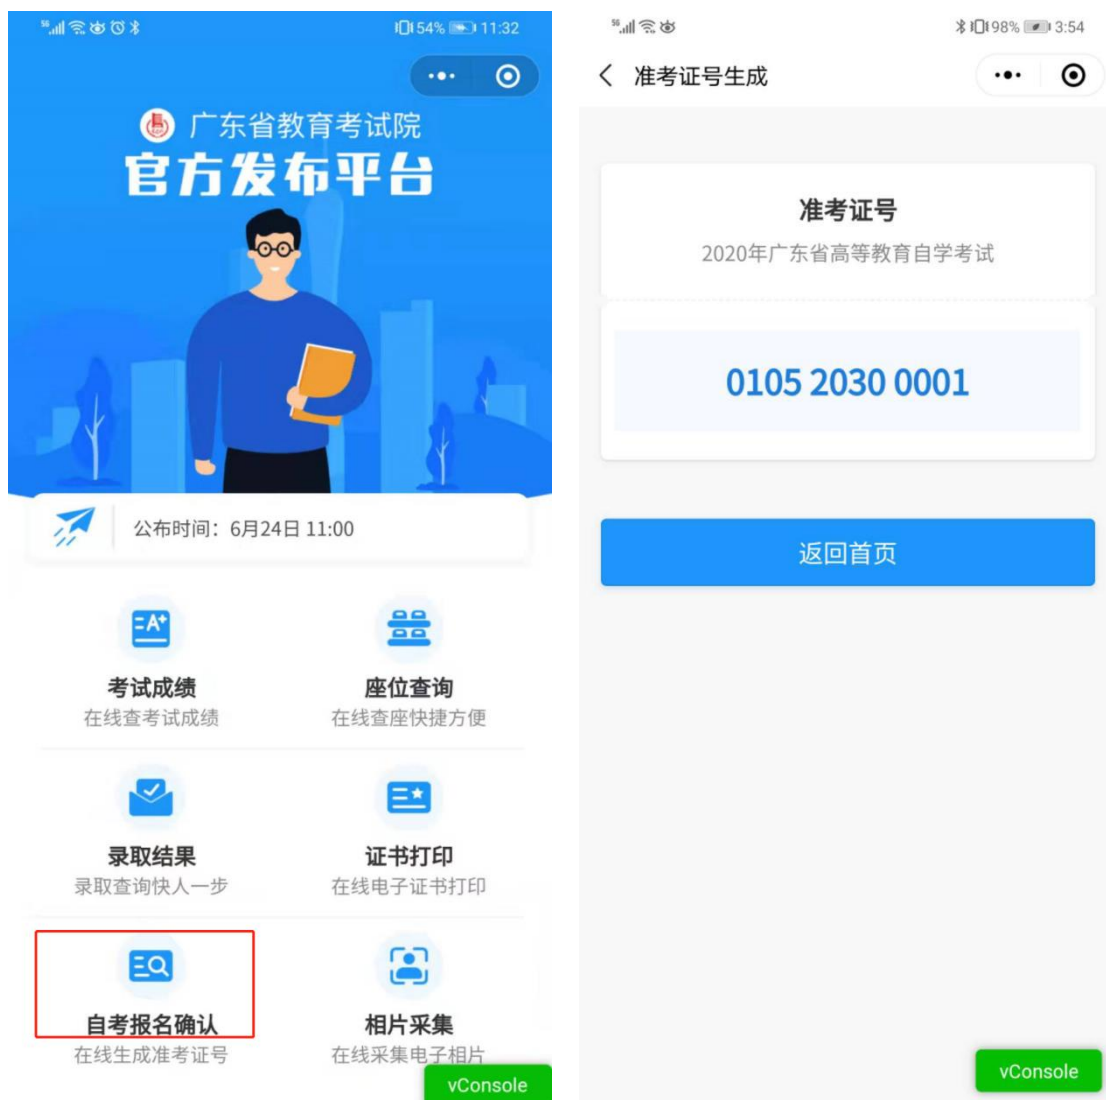 54% 11:32
广东省教育考试院
官方发布平台
公布时间：6月24日 11:00
考试成绩
在线查考试成绩
座位查询
在线查座快捷方便
录取结果
录取查询快人一步
证书打印
在线电子证书打印
自考报名确认
在线生成准考证号
相片采集
在线采集电子相片
vConsole
98% 3:54
准考证号生成
准考证号
2020年广东省高等教育自学考试
0105 2030 0001
返回首页
vConsole